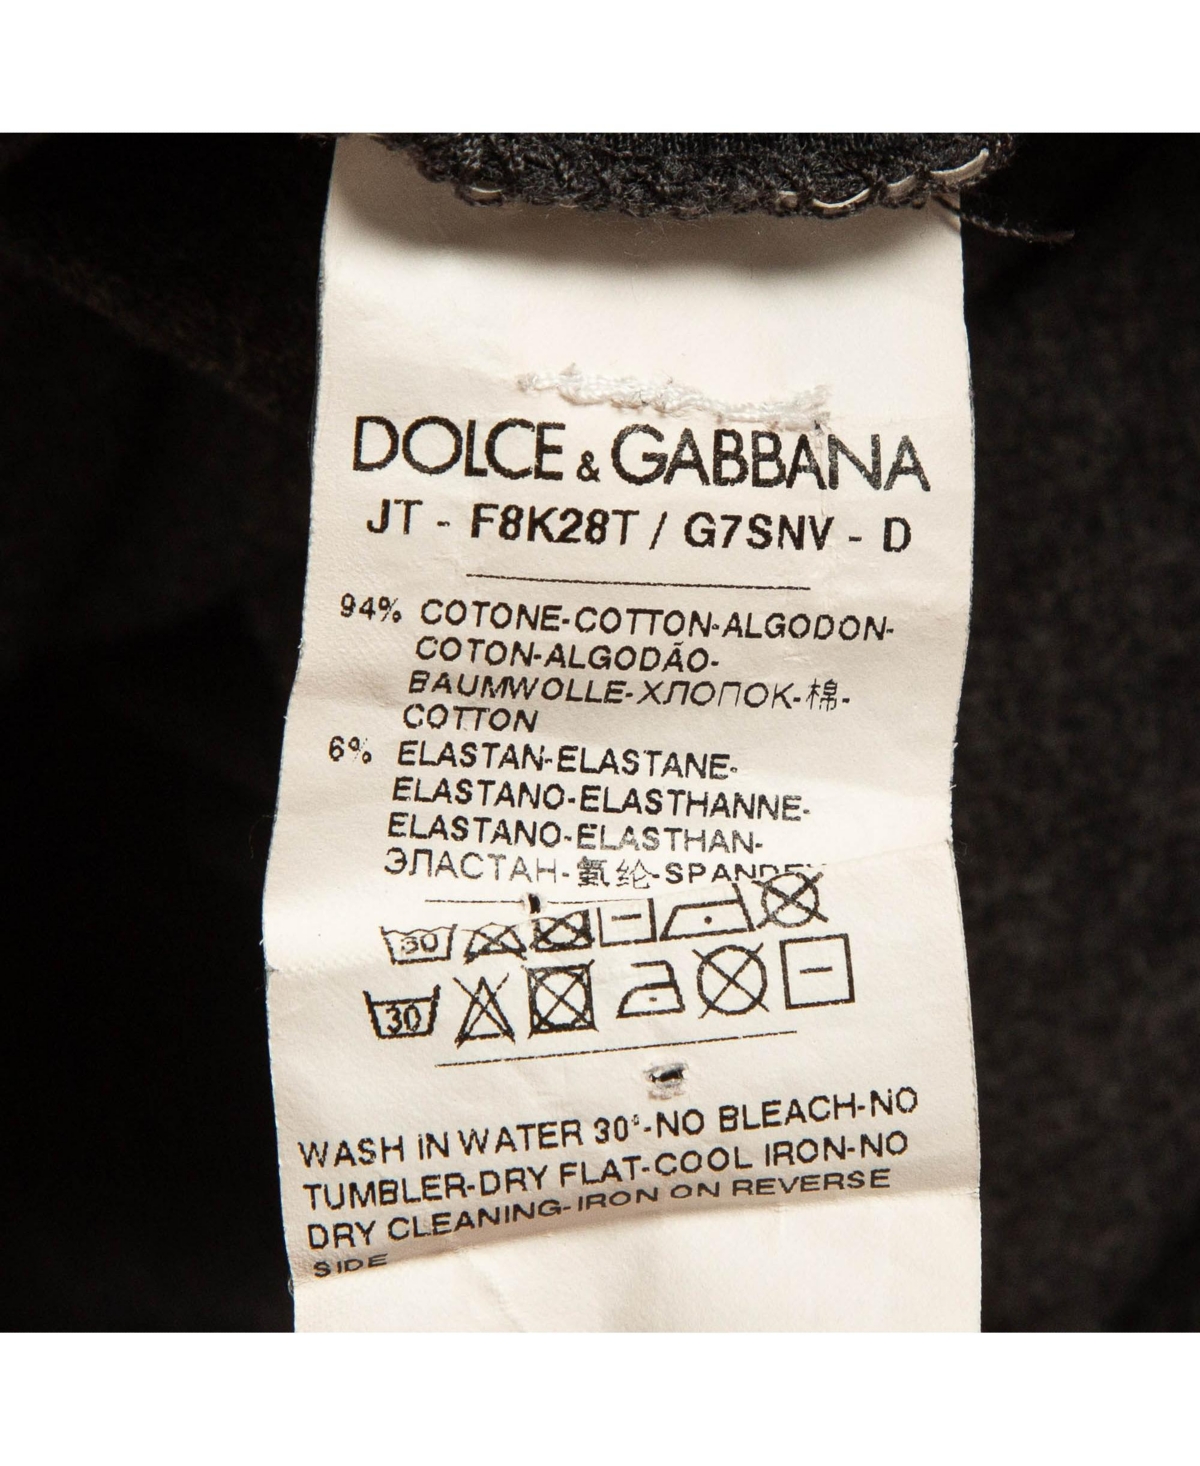 DOLCE & GABBANA
JT - F8K28T / G7SNV - D
94% COTONE-COTTON-ALGODON-
COTON-ALGODÃO-
BAUMWOLLE-ХЛОПОК-棉-
COTTON
6% ELASTAN-ELASTANE-
ELASTANO-ELASTHANNE-
ELASTANO-ELASTHAN-
ЭЛАСТАН-氨纶-SPANDEX
30
30
WASH IN WATER 30°-NO BLEACH-NO
TUMBLER-DRY FLAT-COOL IRON-NO
DRY CLEANING-IRON ON REVERSE
SIDE